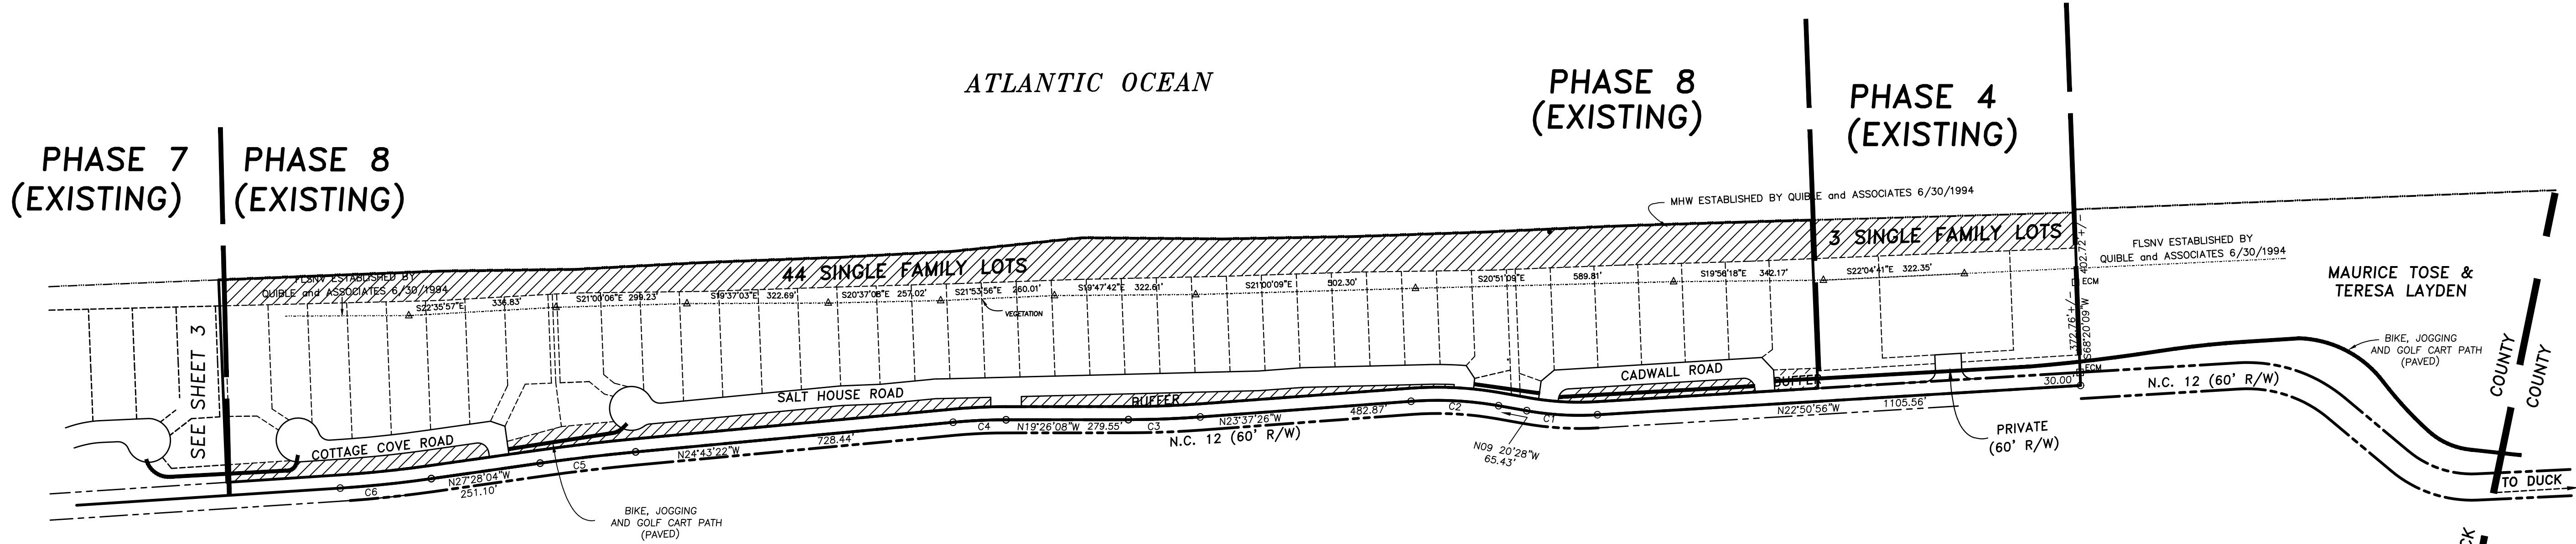 ATLANTIC OCEAN
PHASE 7
(EXISTING)
PHASE 8
(EXISTING)
PHASE 8
(EXISTING)
PHASE 4
(EXISTING)
MHW ESTABLISHED BY QUIBLE and ASSOCIATES 6/30/1994
44 SINGLE FAMILY LOTS
3 SINGLE FAMILY LOTS
FLSNV ESTABLISHED BY
QUIBLE and ASSOCIATES 6/30/1994
FLSNV ESTABLISHED BY
QUIBLE and ASSOCIATES 6/30/1994
S22°35'57"E 336.83'
S21°00'06"E 299.23'
S19°37'03"E 322.69'
S20°37'08"E 257.02'
S21°53'56"E 260.01'
S19°47'42"E 322.61'
S21°00'09"E 502.30'
S20°51'09"E 589.81'
S19°56'18"E 342.17'
S22°04'41"E 322.35'
VEGETATION
402.72'+/-
ECM
372.76'+/-
S68°20'09"W
ECM
30.00'
MAURICE TOSE &
TERESA LAYDEN
SEE SHEET 3
COTTAGE COVE ROAD
SALT HOUSE ROAD
BUFFER
CADWALL ROAD
BUFFER
C6
N27°28'04"W
251.10'
C5
N24°43'22"W
728.44'
C4
N19°26'08"W 279.55'
C3
N23°37'26"W
482.87'
C2
C1
N.C. 12 (60' R/W)
N09 20'28"W
65.43'
N22°50'56"W 1105.56'
PRIVATE
(60' R/W)
N.C. 12 (60' R/W)
BIKE, JOGGING
AND GOLF CART PATH
(PAVED)
BIKE, JOGGING
AND GOLF CART PATH
(PAVED)
COUNTY
COUNTY
TO DUCK
CK